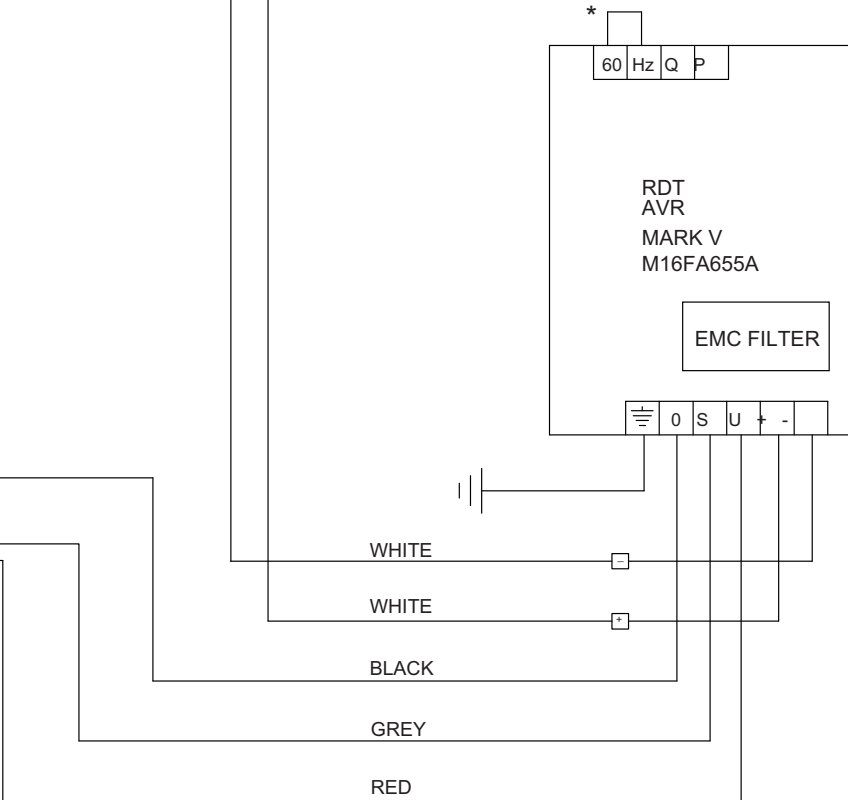 *
60 Hz Q P
RDT
AVR
MARK V
M16FA655A
EMC FILTER
0 S U + -
WHITE
−
WHITE
+
BLACK
GREY
RED